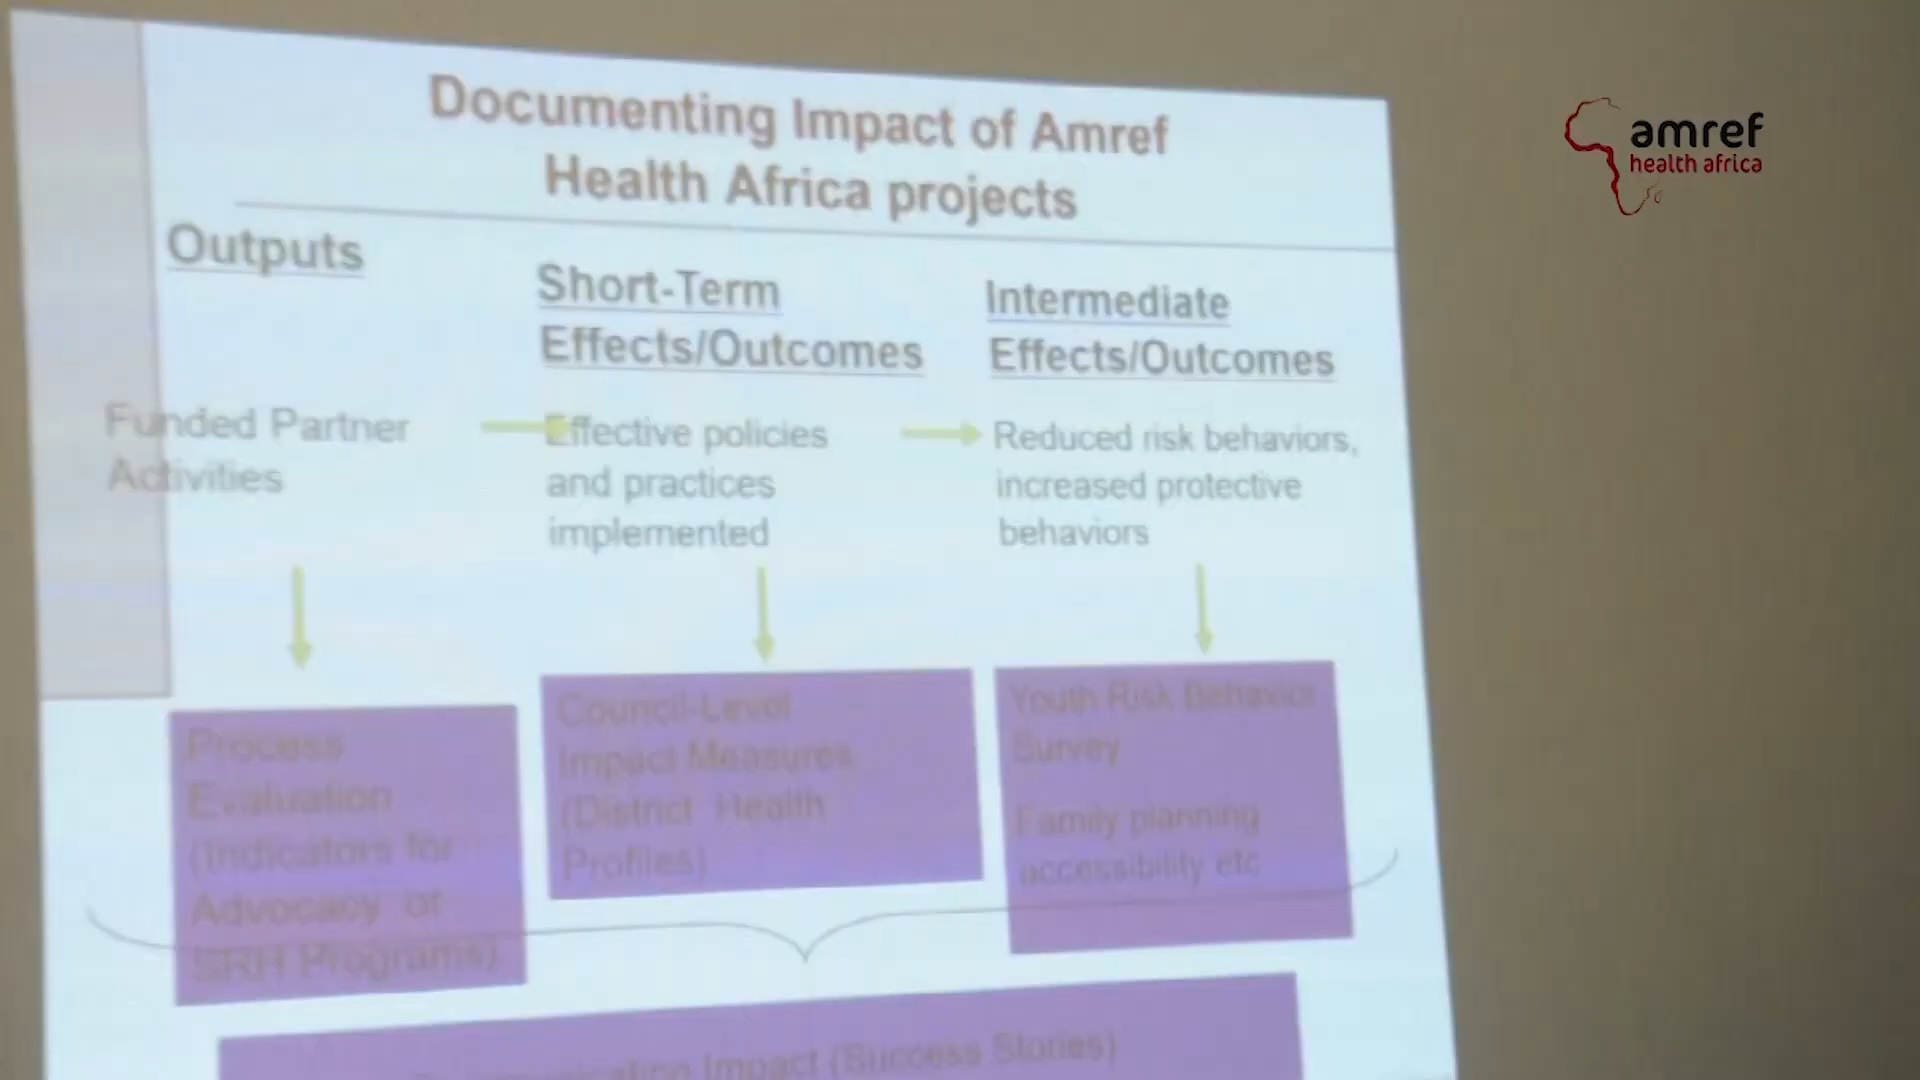 Documenting Impact of Amref
Health Africa projects
amref
health africa
Outputs
Short-Term
Effects/Outcomes
Intermediate
Effects/Outcomes
Funded Partner
Activities
Effective policies
and practices
implemented
Reduced risk behaviors,
increased protective
behaviors
Process
Evaluation
(Indicators for
Advocacy or
SRH Programs)
Council-Level
Impact Measures
(District Health
Profiles)
Youth Risk Behavior
Survey
Family planning
accessibility etc
Impact (Success Stories)